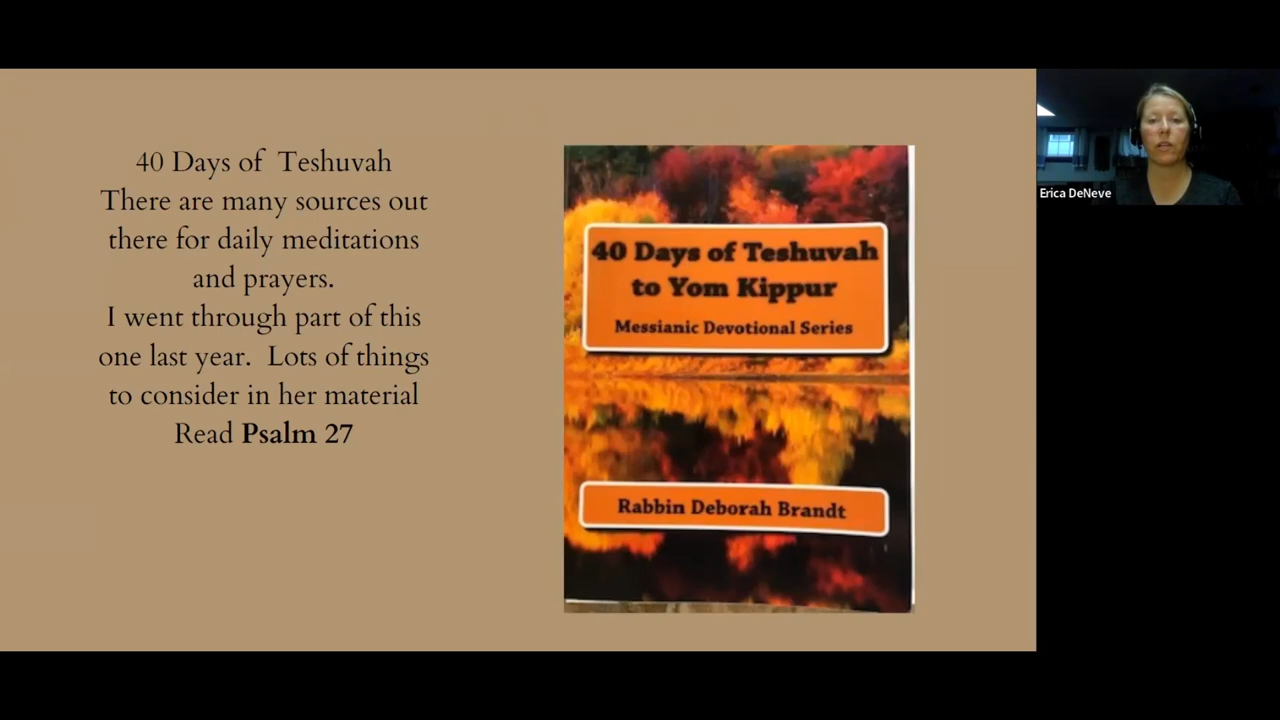 40 Days of Teshuvah
There are many sources out
there for daily meditations
and prayers.
I went through part of this
one last year. Lots of things
to consider in her material
Read Psalm 27
40 Days of Teshuvah
to Yom Kippur
Messianic Devotional Series
Rabbin Deborah Brandt
Erica DeNeve